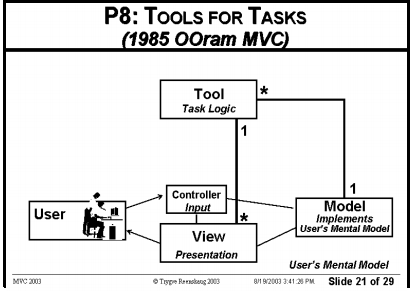 P8: TOOLS FOR TASKS
(1985 OOram MVC)
Tool
Task Logic
*
1
Controller
Input
1
User
Model
Implements
User's Mental Model
*
View
Presentation
User's Mental Model
MVC 2003
© Trygve Reenskaug 2003
8/19/2003 3:41:26 PM
Slide 21 of 29